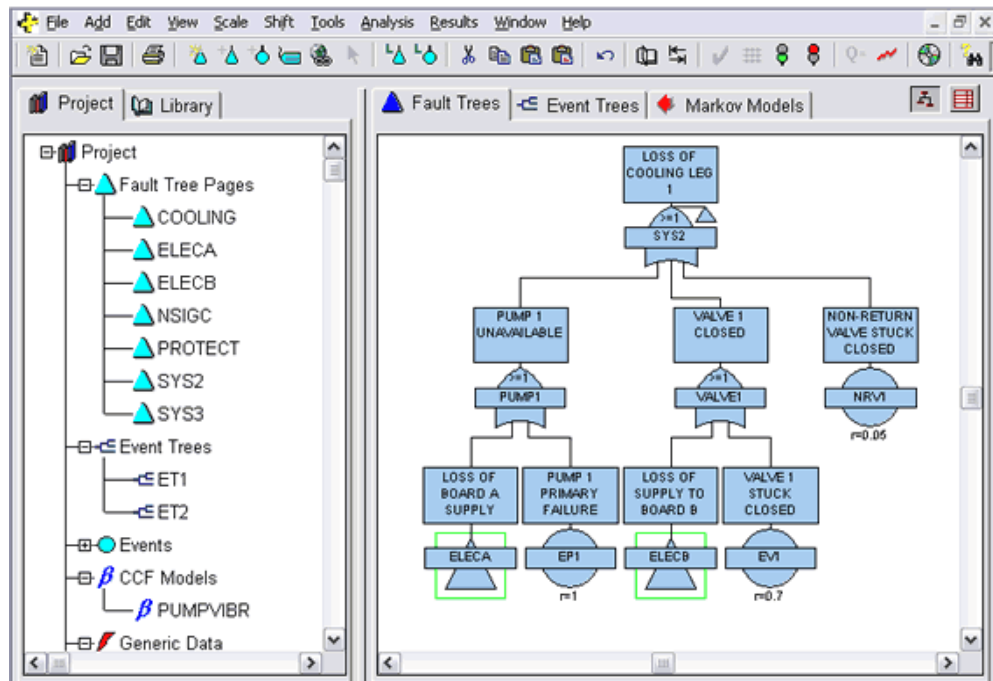 File Add Edit View Scale Shift Tools Analysis Results Window Help
Q=
Project Library
Fault Trees Event Trees Markov Models
Project
Fault Tree Pages
COOLING
ELECA
ELECB
NSIGC
PROTECT
SYS2
SYS3
Event Trees
ET1
ET2
Events
β CCF Models
β PUMPVIBR
Generic Data
LOSS OF
COOLING LEG
1
>=1
SYS2
PUMP 1
UNAVAILABLE
>=1
PUMP1
VALVE 1
CLOSED
>=1
VALVE1
NON-RETURN
VALVE STUCK
CLOSED
NRV1
r=0.05
LOSS OF
BOARD A
SUPPLY
ELECA
PUMP 1
PRIMARY
FAILURE
EP1
r=1
LOSS OF
SUPPLY TO
BOARD B
ELECB
VALVE 1
STUCK
CLOSED
EV1
r=0.7